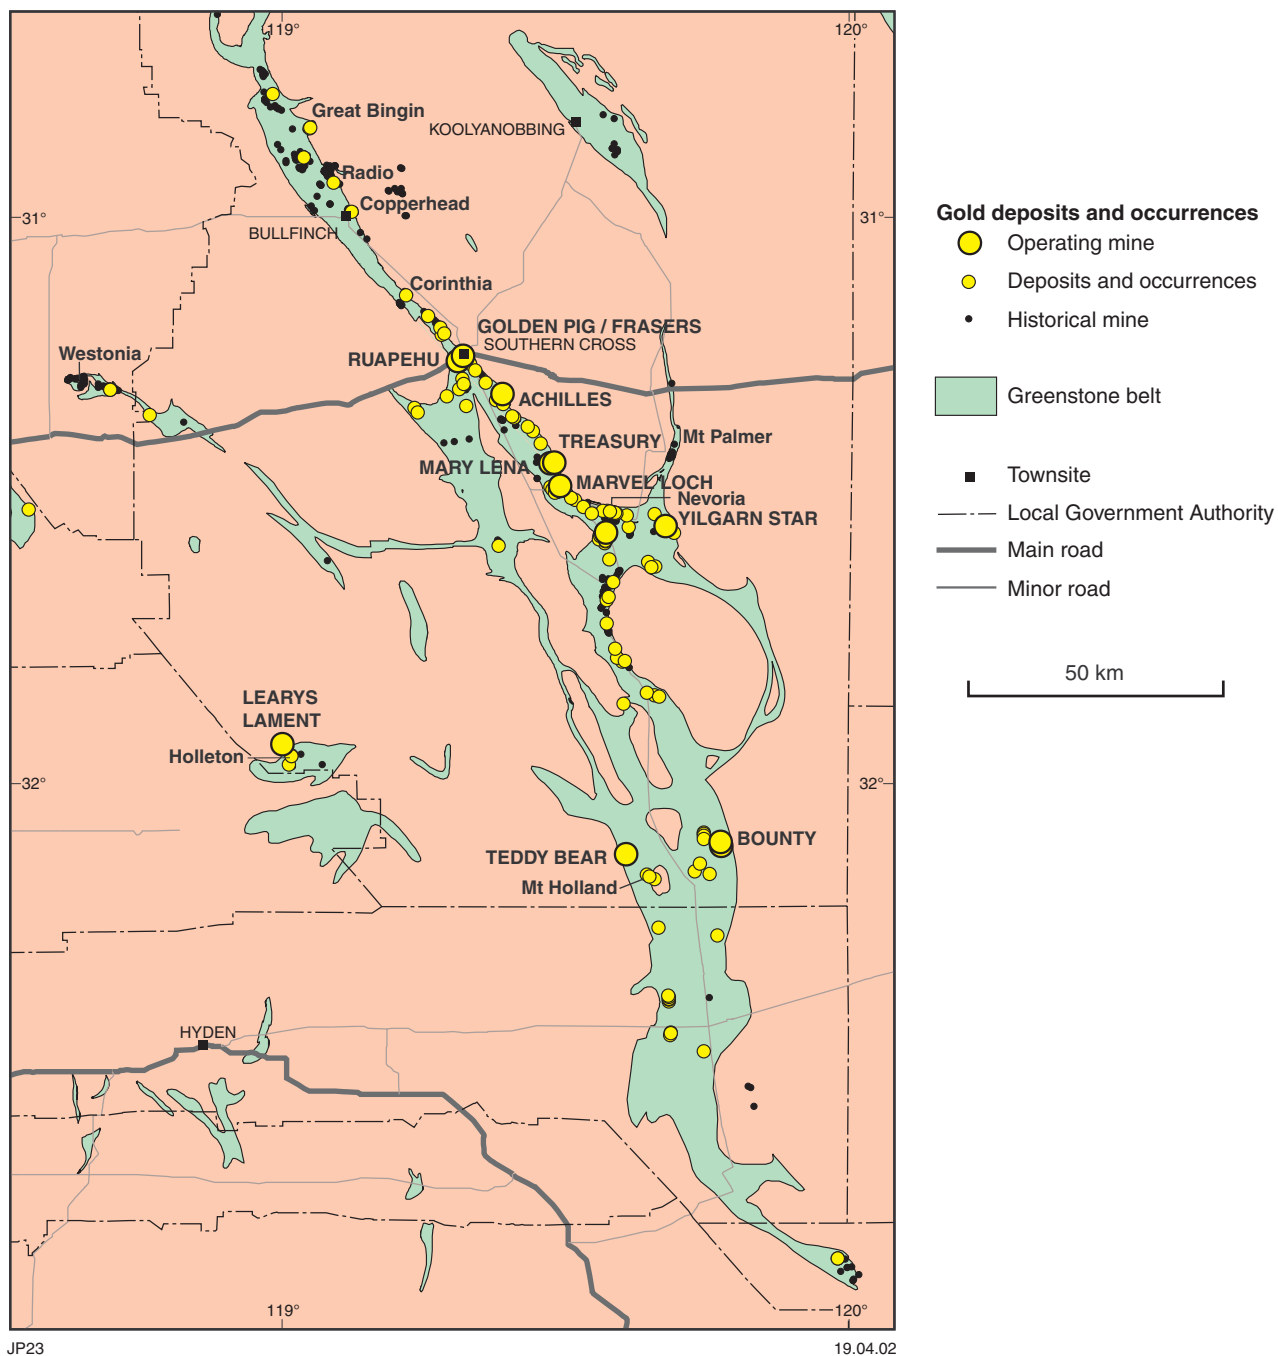 119°
120°
Great Bingin
KOOLYANOBBING
Radio
Copperhead
31°
31°
BULLFINCH
Corinthia
GOLDEN PIG / FRASERS
SOUTHERN CROSS
Westonia
RUAPEHU
ACHILLES
TREASURY
Mt Palmer
MARY LENA
MARVEL LOCH
Nevoria
YILGARN STAR
LEARYS
LAMENT
Holleton
32°
32°
BOUNTY
TEDDY BEAR
Mt Holland
HYDEN
119°
120°
Gold deposits and occurrences
Operating mine
Deposits and occurrences
Historical mine
Greenstone belt
Townsite
Local Government Authority
Main road
Minor road
50 km
JP23
19.04.02